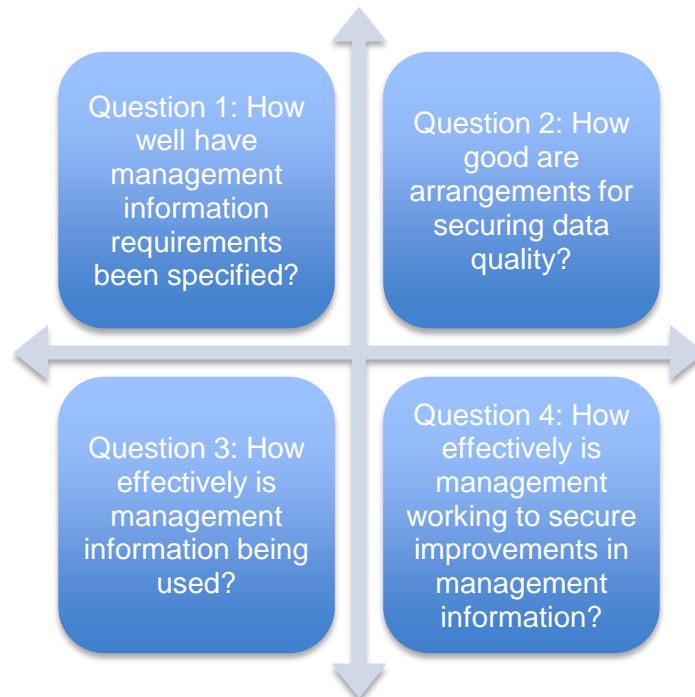 Question 1: How
well have
management
information
requirements
been specified?
Question 2: How
good are
arrangements for
securing data
quality?
Question 3: How
effectively is
management
information being
used?
Question 4: How
effectively is
management
working to secure
improvements in
management
information?